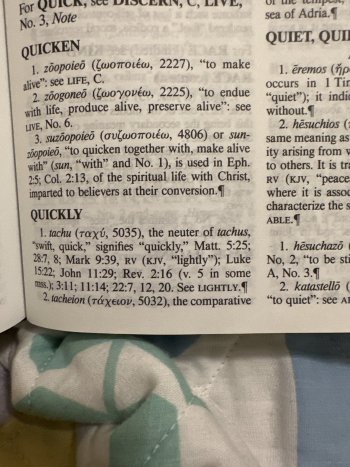 For QUICK, see DISCERN, C, LIVE,
No. 3, Note
QUICKEN
1. zōopoieō (ζωοποιέω, 2227), “to make
alive”: see LIFE, C.
2. zōogoneō (ζωογονέω, 2225), “to endue
with life, produce alive, preserve alive”: see
LIVE, No. 6.
3. suzōopoieō (συζωοποιέω, 4806) or sun-
zōopoieō, “to quicken together with, make alive
with” (sun, “with” and No. 1), is used in Eph.
2:5; Col. 2:13, of the spiritual life with Christ,
imparted to believers at their conversion.¶
QUICKLY
1. tachu (ταχύ, 5035), the neuter of tachus,
“swift, quick,” signifies “quickly,” Matt. 5:25;
28:7, 8; Mark 9:39, RV (KJV, “lightly”); Luke
15:22; John 11:29; Rev. 2:16 (v. 5 in some
mss.); 3:11; 11:14; 22:7, 12, 20. See LIGHTLY.¶
2. tacheion (τάχειον, 5032), the comparative
of the tempest,
sea of Adria.¶
QUIET,
1. ēremos
occurs in 1 Tim
“quiet”); it indic
without.¶
2. hēsuchios
same meaning as
ity arising from
to others. It is tra
RV (KJV, “peace
where it is assoc
characterize the s
ABLE.¶
1. hēsuchazō
No, 2, “to be sti
A, No. 3.¶
2. katastellō
“to quiet”: see